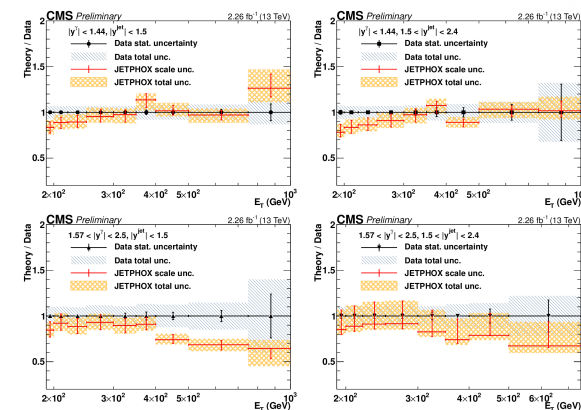 CMS Preliminary 2.26 fb⁻¹ (13 TeV)
|y^γ| < 1.44, |y^jet| < 1.5
Data stat. uncertainty
Data total unc.
JETPHOX scale unc.
JETPHOX total unc.
Theory / Data
2
1.5
1
0.5
2×10² 3×10² 4×10² 5×10² 10³
E_T (GeV)
CMS Preliminary 2.26 fb⁻¹ (13 TeV)
|y^γ| < 1.44, 1.5 < |y^jet| < 2.4
Data stat. uncertainty
Data total unc.
JETPHOX scale unc.
JETPHOX total unc.
Theory / Data
2
1.5
1
0.5
2×10² 3×10² 4×10² 5×10² 10
E_T (GeV)
CMS Preliminary 2.26 fb⁻¹ (13 TeV)
1.57 < |y^γ| < 2.5, |y^jet| < 1.5
Data stat. uncertainty
Data total unc.
JETPHOX scale unc.
JETPHOX total unc.
Theory / Data
2
1.5
1
0.5
2×10² 3×10² 4×10² 5×10² 10³
E_T (GeV)
CMS Preliminary 2.26 fb⁻¹ (13 TeV)
1.57 < |y^γ| < 2.5, 1.5 < |y^jet| < 2.4
Data stat. uncertainty
Data total unc.
JETPHOX scale unc.
JETPHOX total unc.
Theory / Data
2
1.5
1
0.5
2×10² 3×10² 4×10² 5×10² 6×10²
E_T (GeV)